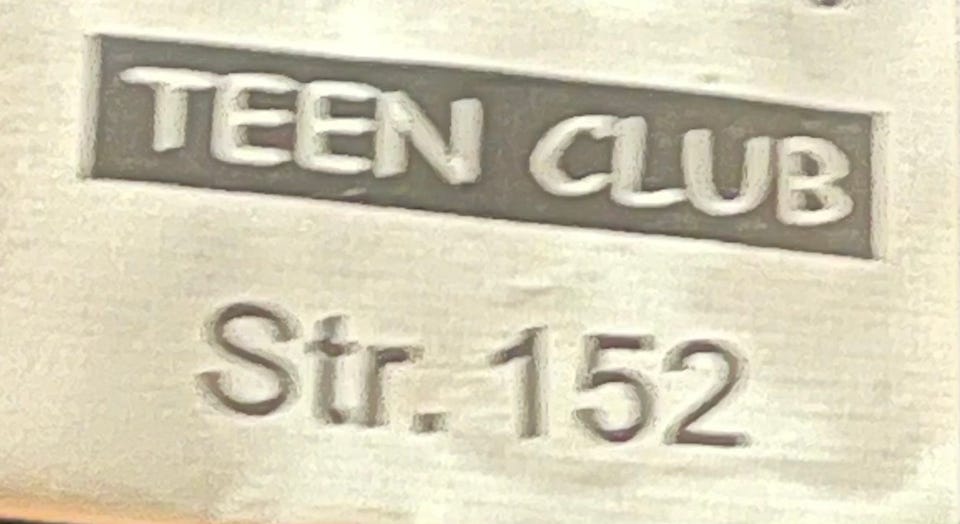 TEEN CLUB
Str. 152